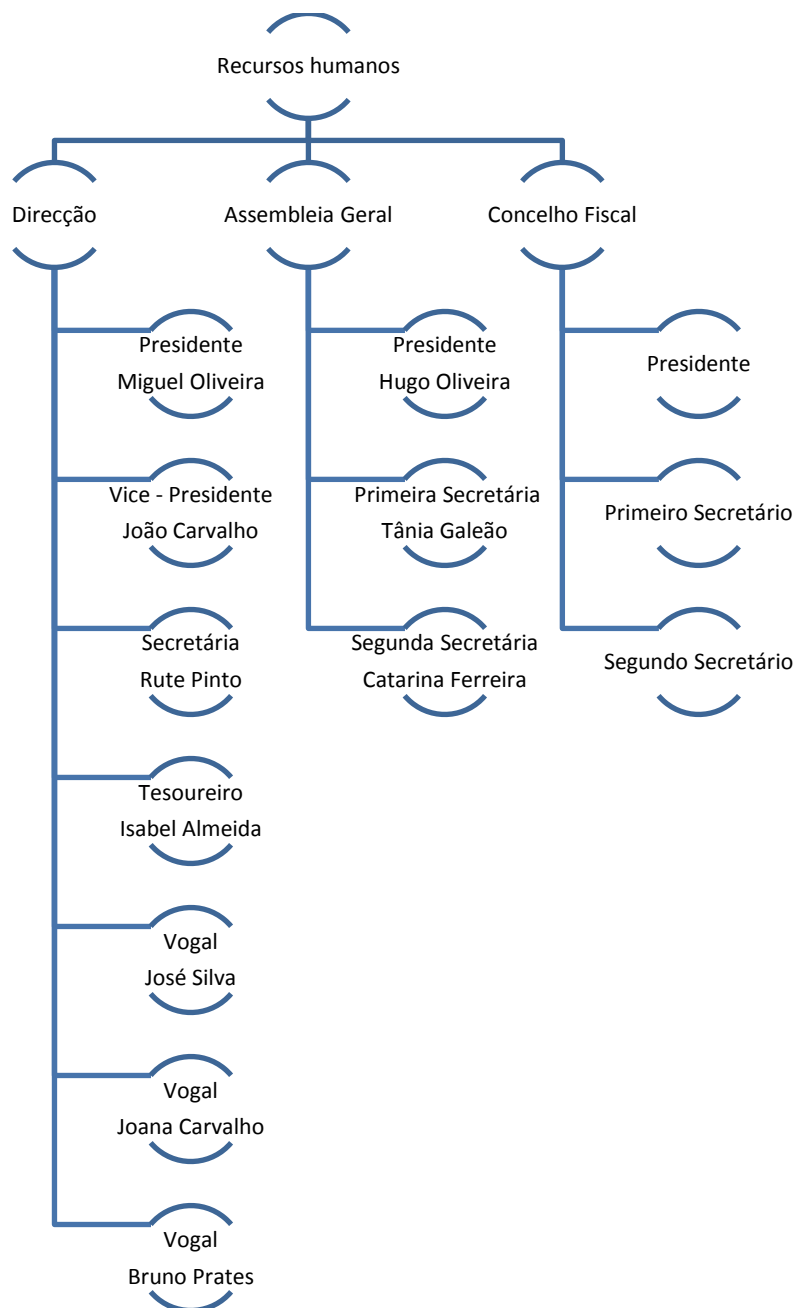 Recursos humanos
Direcção
Assembleia Geral
Concelho Fiscal
Presidente
Miguel Oliveira
Presidente
Hugo Oliveira
Presidente
Vice - Presidente
João Carvalho
Primeira Secretária
Tânia Galeão
Primeiro Secretário
Secretária
Rute Pinto
Segunda Secretária
Catarina Ferreira
Segundo Secretário
Tesoureiro
Isabel Almeida
Vogal
José Silva
Vogal
Joana Carvalho
Vogal
Bruno Prates